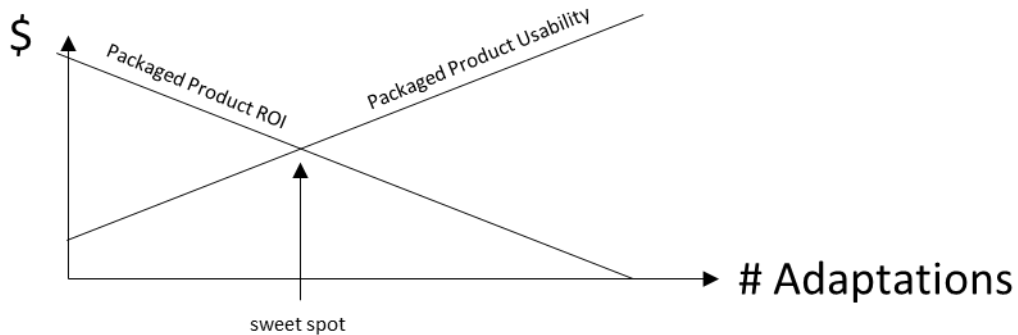 $
Packaged Product ROI
Packaged Product Usability
# Adaptations
sweet spot